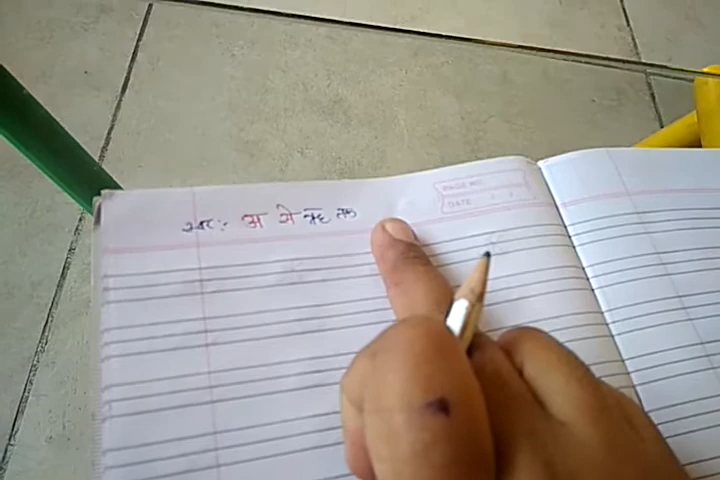 स्वर : अ से अः तक
PAGE NO.
DATE / /